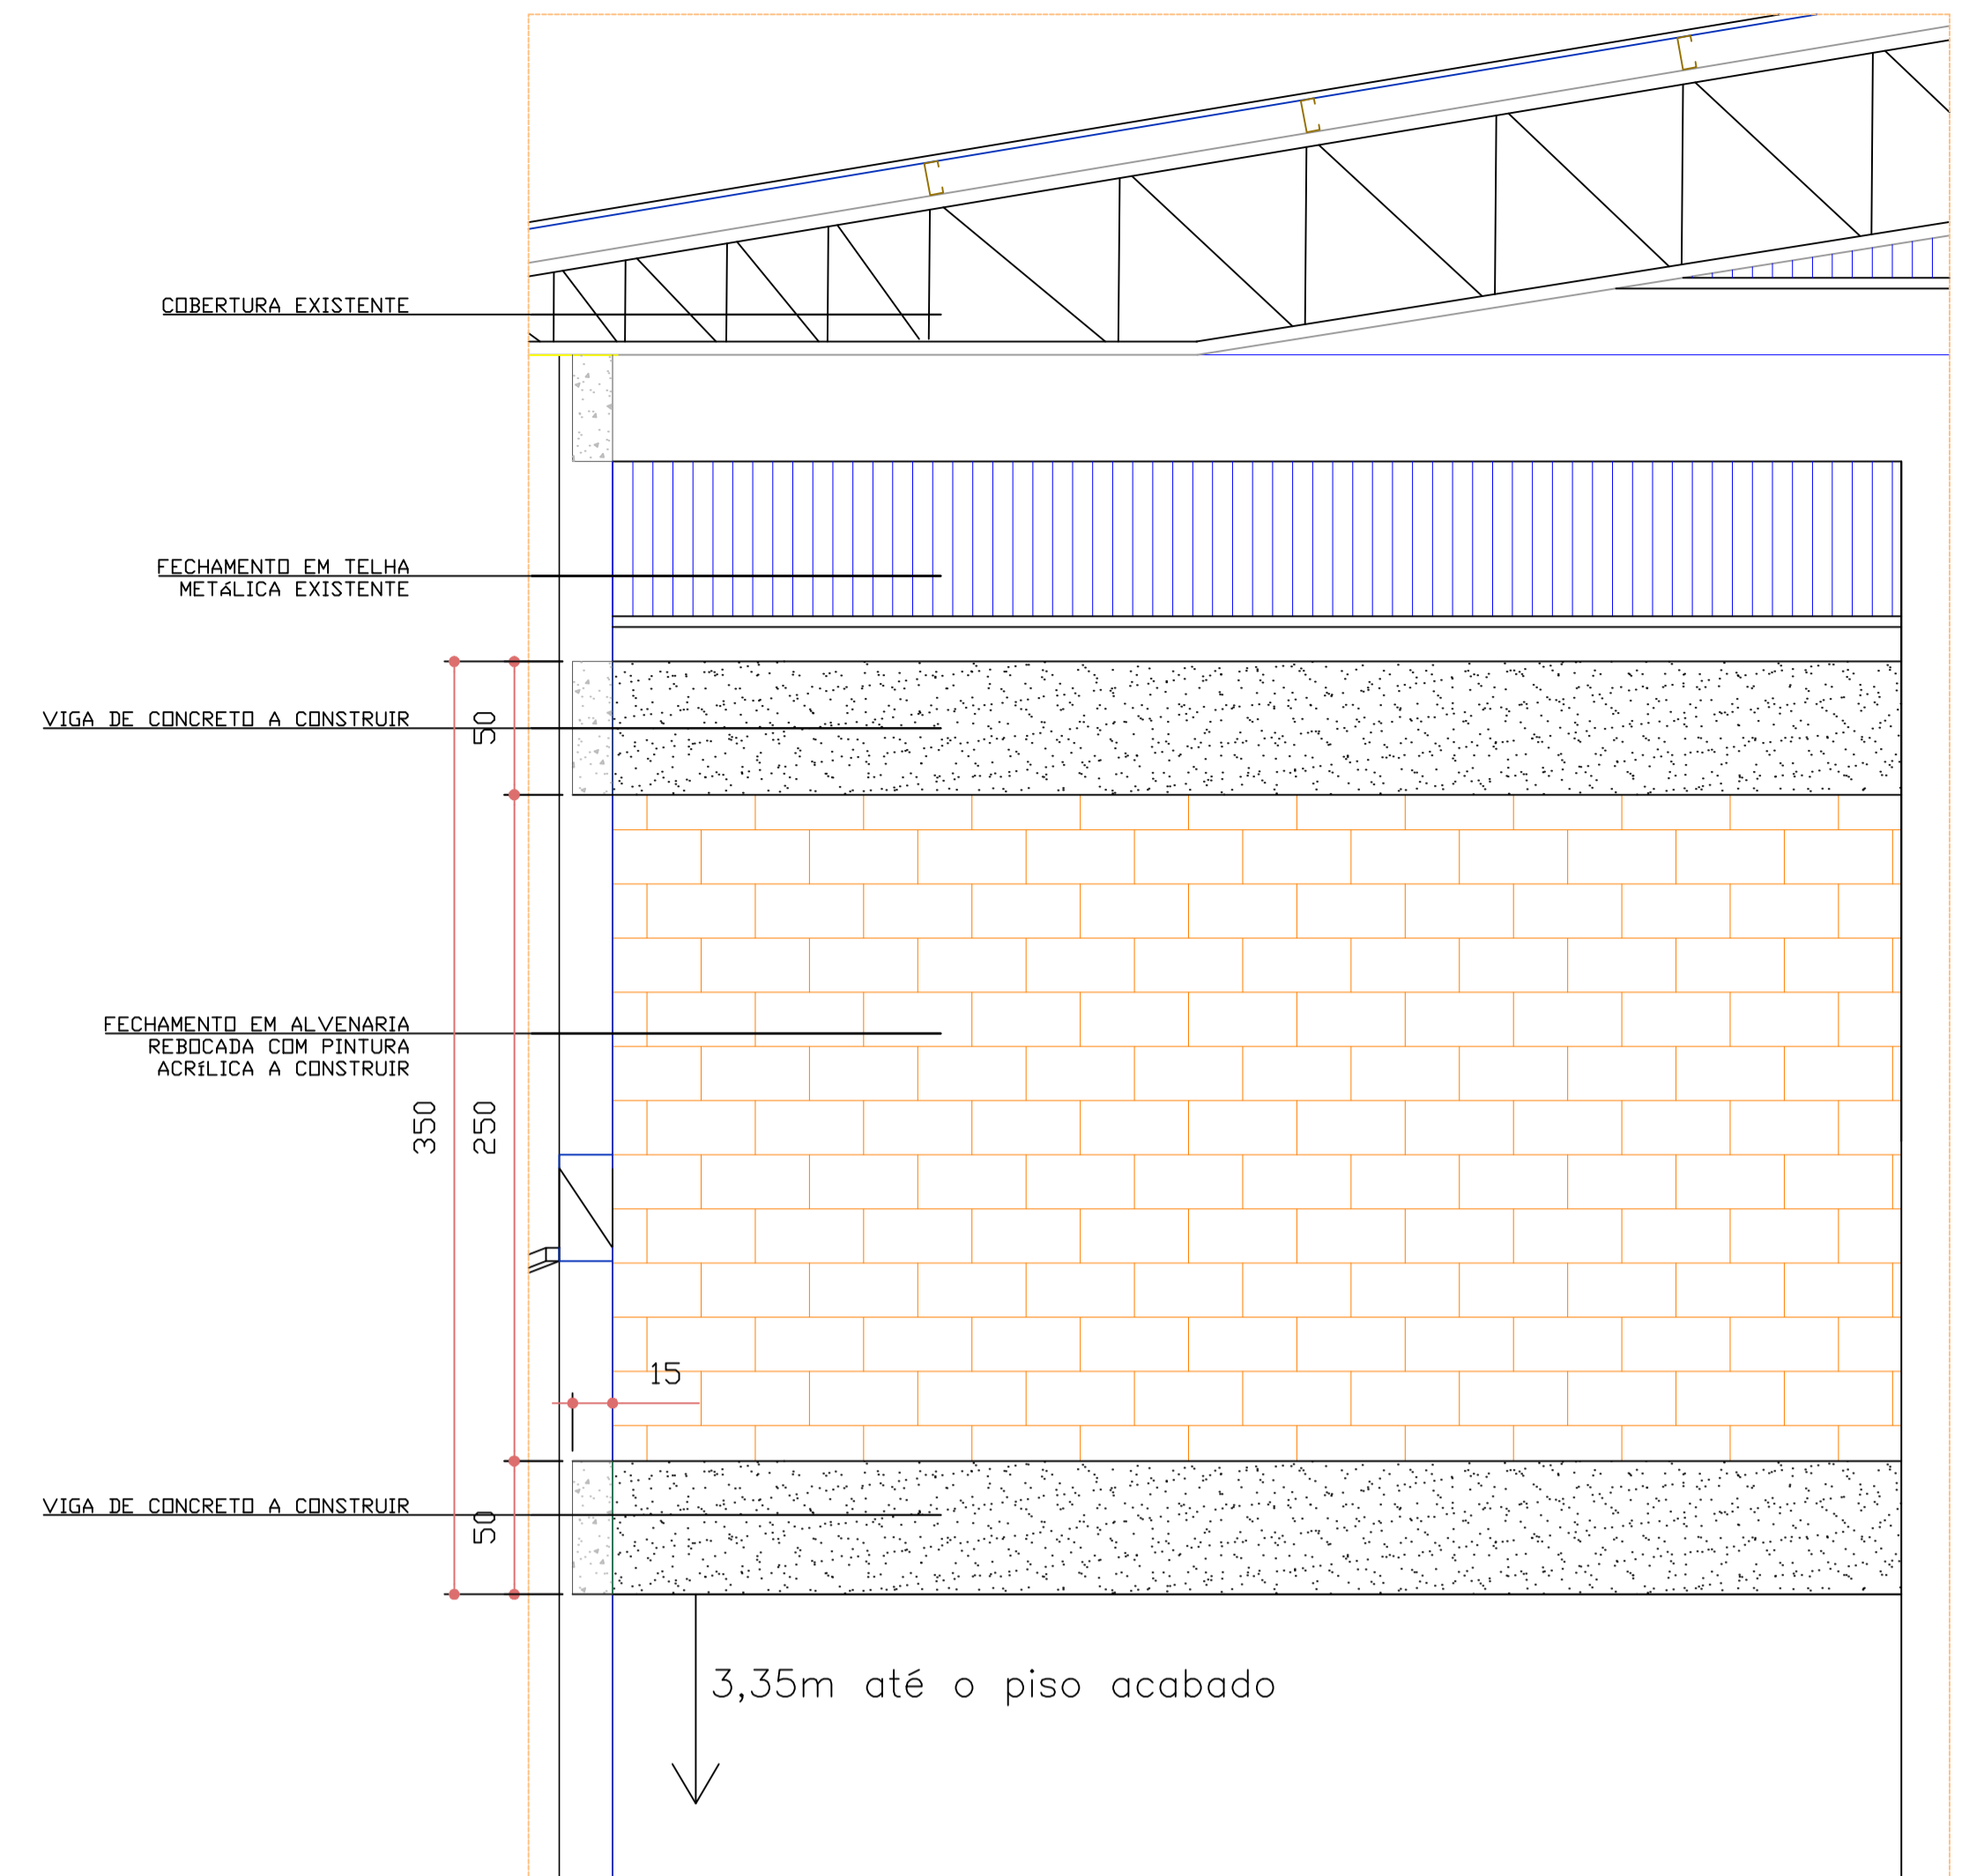 COBERTURA EXISTENTE
FECHAMENTO EM TELHA
METáLICA EXISTENTE
VIGA DE CONCRETO A CONSTRUIR
50
FECHAMENTO EM ALVENARIA
REBOCADA COM PINTURA
ACRíLICA A CONSTRUIR
350
250
15
VIGA DE CONCRETO A CONSTRUIR
50
3,35m até o piso acabado